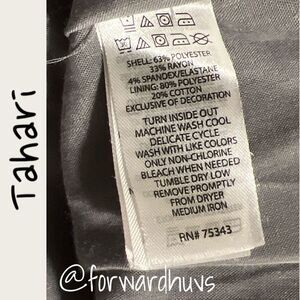 Tahari
SHELL: 63% POLYESTER
33% RAYON
4% SPANDEX/ELASTANE
LINING: 80% POLYESTER
20% COTTON
EXCLUSIVE OF DECORATION
TURN INSIDE OUT
MACHINE WASH COOL
DELICATE CYCLE
WASH WITH LIKE COLORS
ONLY NON-CHLORINE
BLEACH WHEN NEEDED
TUMBLE DRY LOW
REMOVE PROMPTLY
FROM DRYER
MEDIUM IRON
RN# 75343
@forwardhuvs